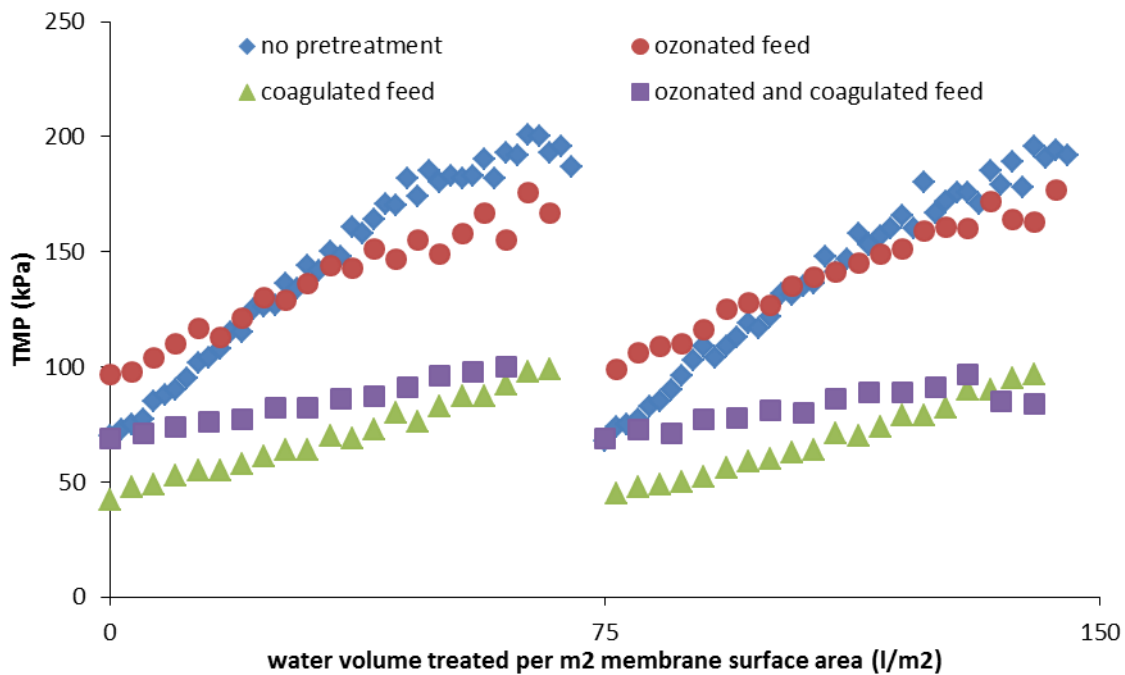 250
no pretreatment
ozonated feed
coagulated feed
ozonated and coagulated feed
200
150
TMP (kPa)
100
50
0
0
75
150
water volume treated per m2 membrane surface area (l/m2)